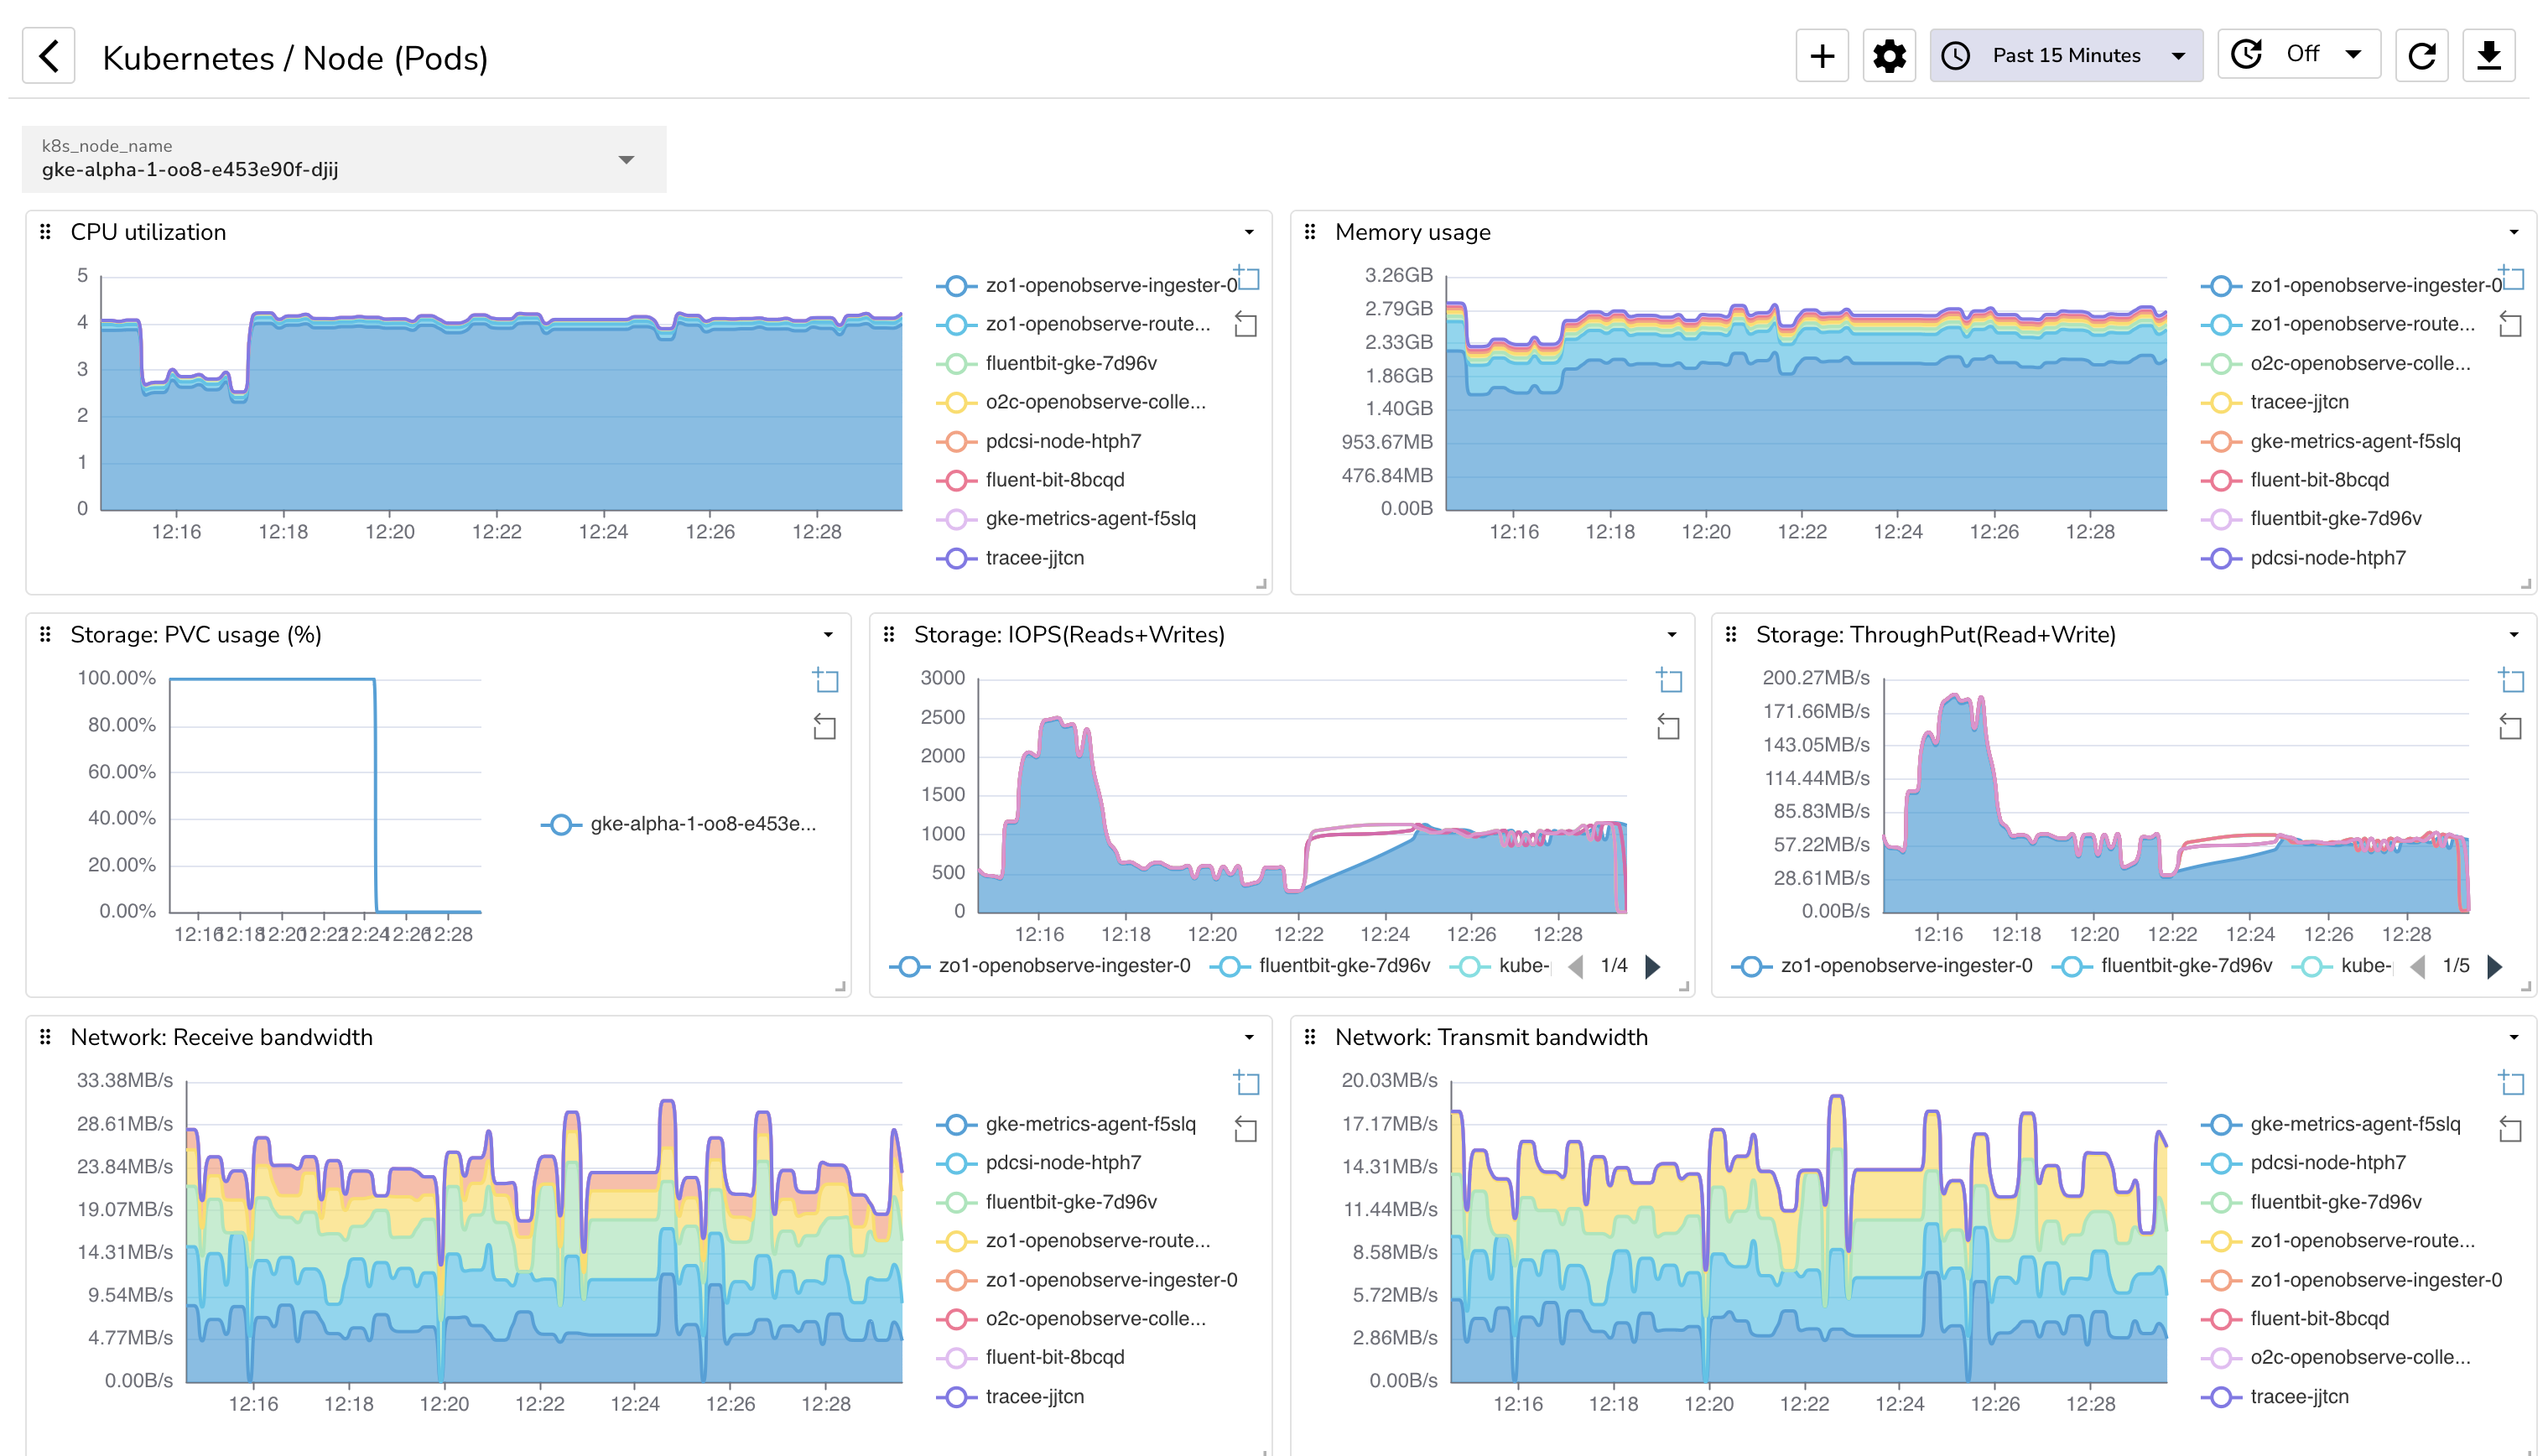 Kubernetes / Node (Pods)
Past 15 Minutes
Off
k8s_node_name
gke-alpha-1-oo8-e453e90f-djij
CPU utilization
5
4
3
2
1
0
12:16 12:18 12:20 12:22 12:24 12:26 12:28
zo1-openobserve-ingester-0
zo1-openobserve-route...
fluentbit-gke-7d96v
o2c-openobserve-colle...
pdcsi-node-htph7
fluent-bit-8bcqd
gke-metrics-agent-f5slq
tracee-jjtcn
Memory usage
3.26GB
2.79GB
2.33GB
1.86GB
1.40GB
953.67MB
476.84MB
0.00B
12:16 12:18 12:20 12:22 12:24 12:26 12:28
zo1-openobserve-ingester-0
zo1-openobserve-route...
o2c-openobserve-colle...
tracee-jjtcn
gke-metrics-agent-f5slq
fluent-bit-8bcqd
fluentbit-gke-7d96v
pdcsi-node-htph7
Storage: PVC usage (%)
100.00%
80.00%
60.00%
40.00%
20.00%
0.00%
12:16 12:18 12:20 12:22 12:24 12:26 12:28
gke-alpha-1-oo8-e453e...
Storage: IOPS(Reads+Writes)
3000
2500
2000
1500
1000
500
0
12:16 12:18 12:20 12:22 12:24 12:26 12:28
zo1-openobserve-ingester-0 fluentbit-gke-7d96v kube- 1/4
Storage: ThroughPut(Read+Write)
200.27MB/s
171.66MB/s
143.05MB/s
114.44MB/s
85.83MB/s
57.22MB/s
28.61MB/s
0.00B/s
12:16 12:18 12:20 12:22 12:24 12:26 12:28
zo1-openobserve-ingester-0 fluentbit-gke-7d96v kube- 1/5
Network: Receive bandwidth
33.38MB/s
28.61MB/s
23.84MB/s
19.07MB/s
14.31MB/s
9.54MB/s
4.77MB/s
0.00B/s
12:16 12:18 12:20 12:22 12:24 12:26 12:28
gke-metrics-agent-f5slq
pdcsi-node-htph7
fluentbit-gke-7d96v
zo1-openobserve-route...
zo1-openobserve-ingester-0
o2c-openobserve-colle...
fluent-bit-8bcqd
tracee-jjtcn
Network: Transmit bandwidth
20.03MB/s
17.17MB/s
14.31MB/s
11.44MB/s
8.58MB/s
5.72MB/s
2.86MB/s
0.00B/s
12:16 12:18 12:20 12:22 12:24 12:26 12:28
gke-metrics-agent-f5slq
pdcsi-node-htph7
fluentbit-gke-7d96v
zo1-openobserve-route...
zo1-openobserve-ingester-0
fluent-bit-8bcqd
o2c-openobserve-colle...
tracee-jjtcn